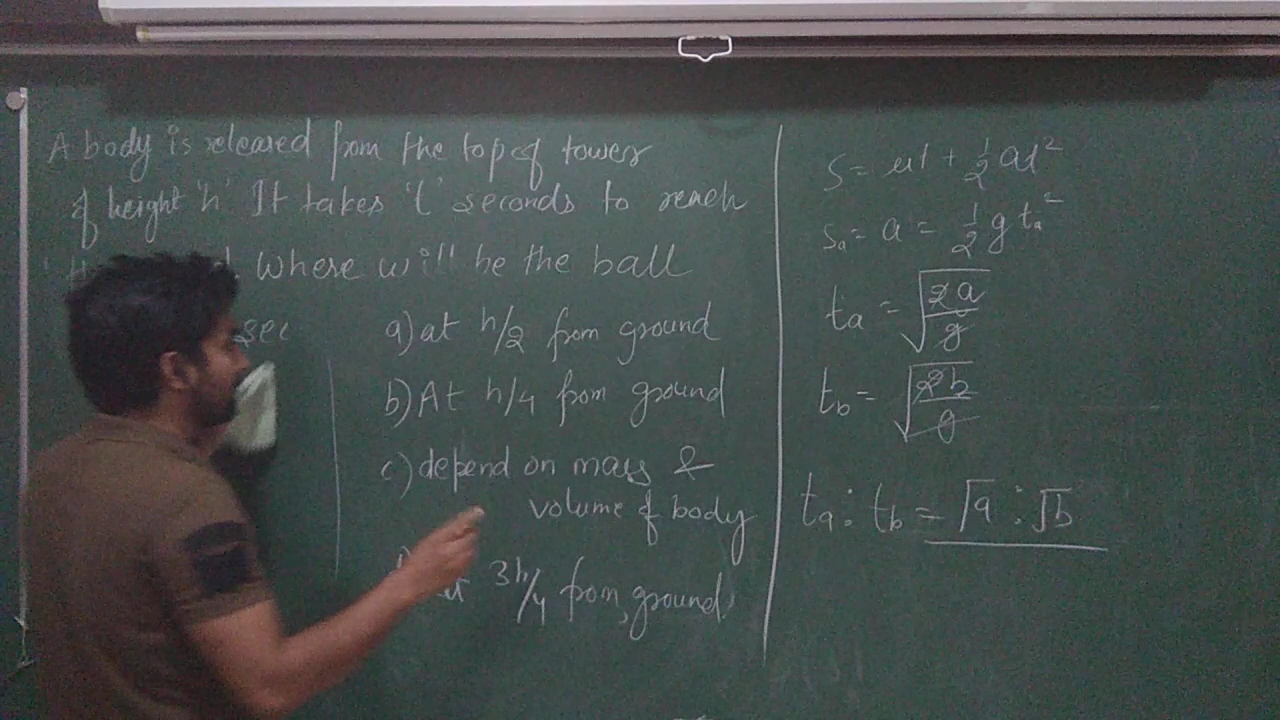 A body is released from the top of tower
of height 'h' It takes 't' seconds to reach
Where will be the ball
sec
a) at h/2 from ground
b) At h/4 from ground
c) depend on mass &
volume of body
3h/4 from ground
S = ut + 1/2 at²
Sa = a = 1/2 g ta²
ta = √2a/g
tb = √2b/g
ta : tb = √a : √b